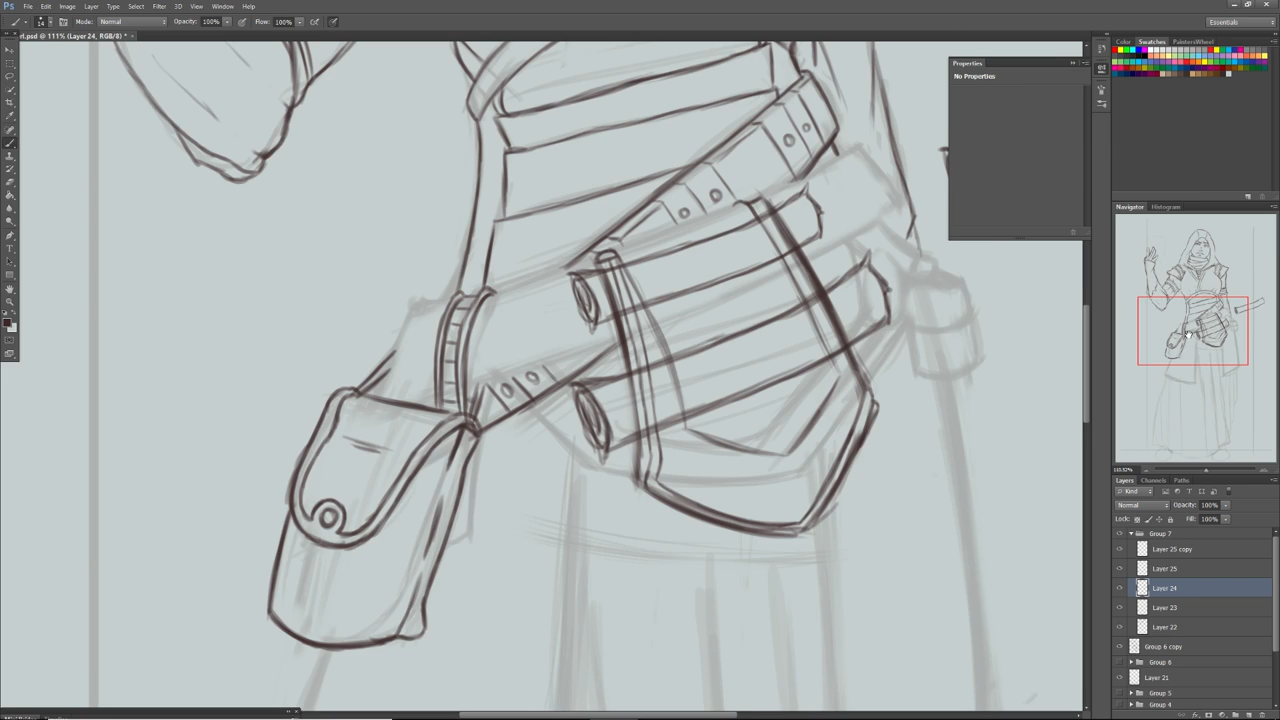 Ps File Edit Image Layer Type Select Filter 3D View Window Help
14 Mode: Normal Opacity: 100% Flow: 100% Essentials
rl.psd @ 111% (Layer 24, RGB/8) * ×
Color Swatches PaintersWheel
Properties
No Properties
Navigator Histogram
Layers Channels Paths
Kind
Normal Opacity: 100%
Lock: Fill: 100%
Group 7
Layer 25 copy
Layer 25
Layer 24
Layer 23
Layer 22
Group 6 copy
Group 6
Layer 21
Group 5
Group 4